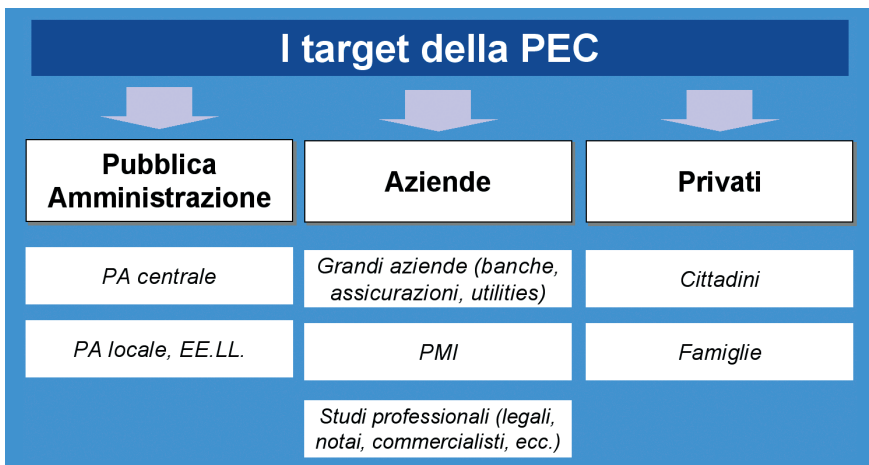 I target della PEC
Pubblica
Amministrazione
Aziende
Privati
PA centrale
Grandi aziende (banche,
assicurazioni, utilities)
Cittadini
PA locale, EE.LL.
PMI
Famiglie
Studi professionali (legali,
notai, commercialisti, ecc.)